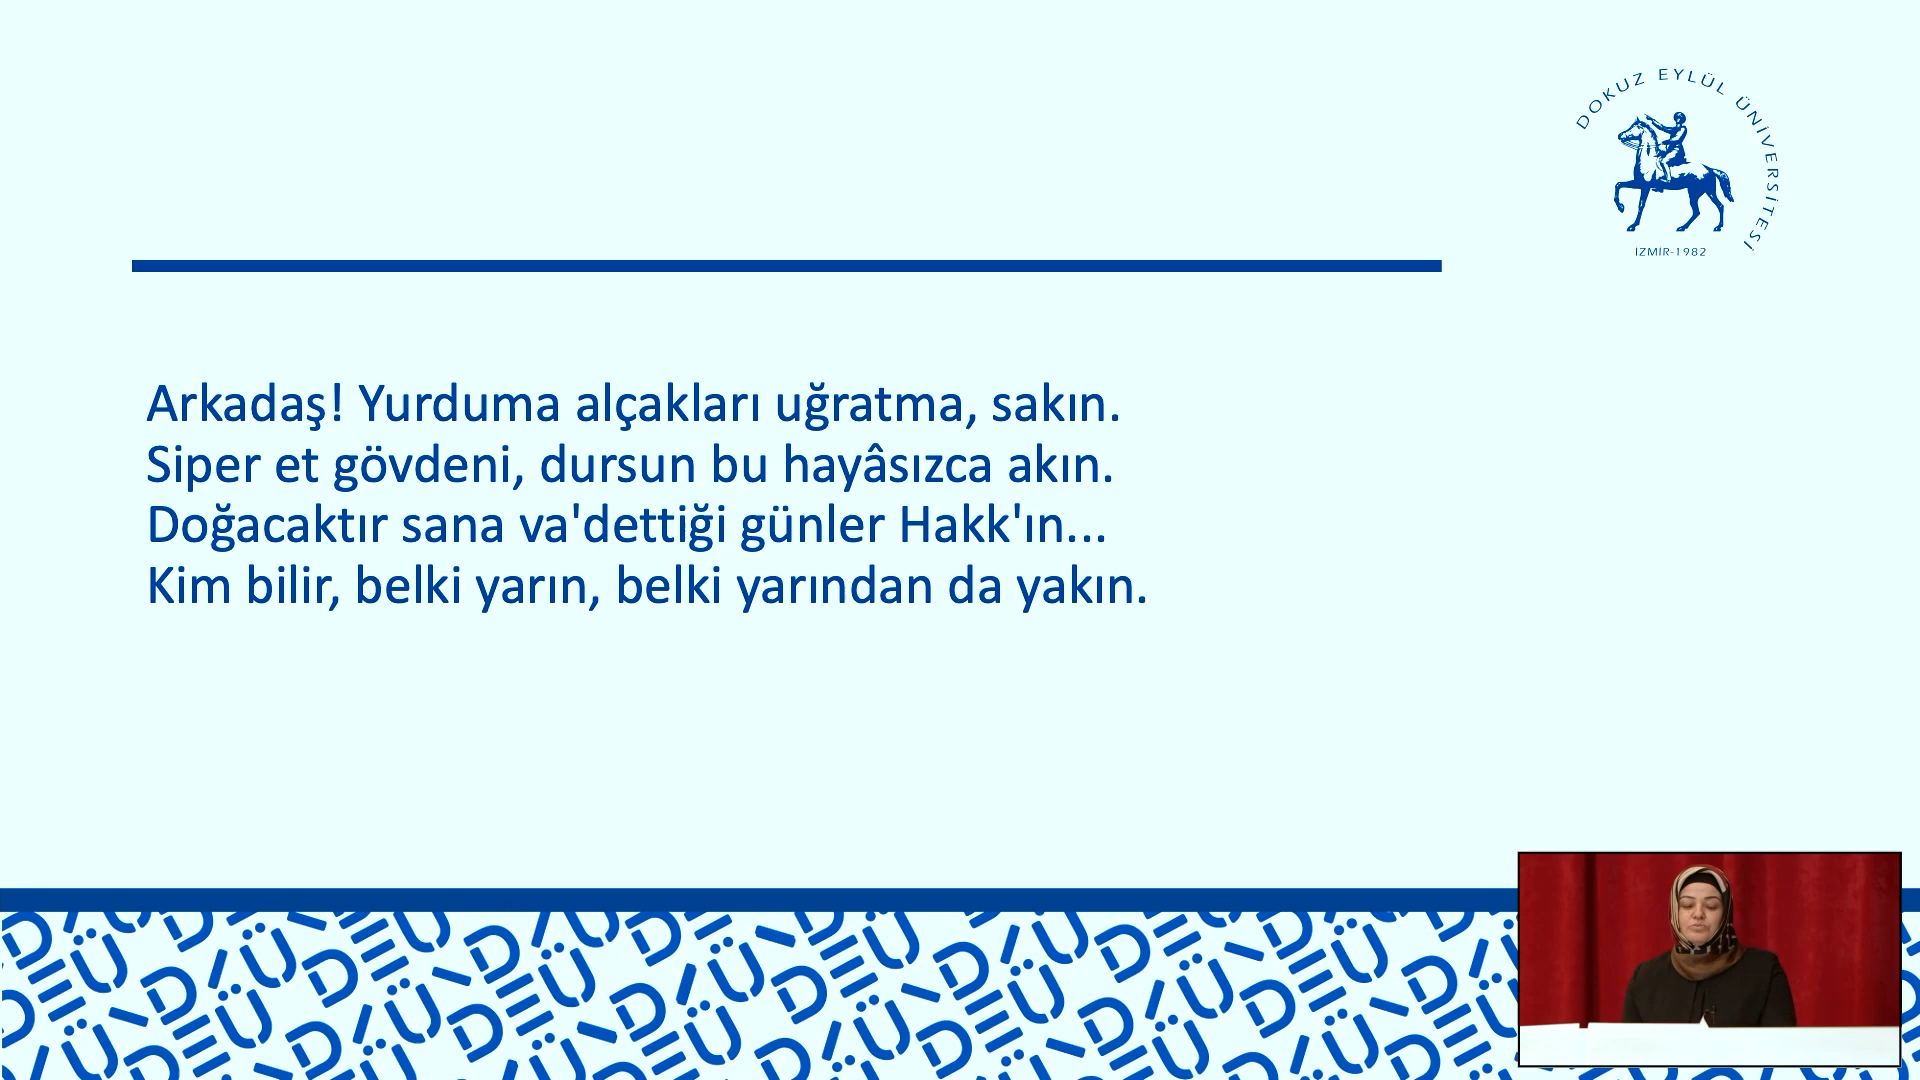 DOKUZ EYLÜL ÜNİVERSİTESİ
İZMİR-1982
Arkadaş! Yurduma alçakları uğratma, sakın.
Siper et gövdeni, dursun bu hayâsızca akın.
Doğacaktır sana va'dettiği günler Hakk'ın...
Kim bilir, belki yarın, belki yarından da yakın.